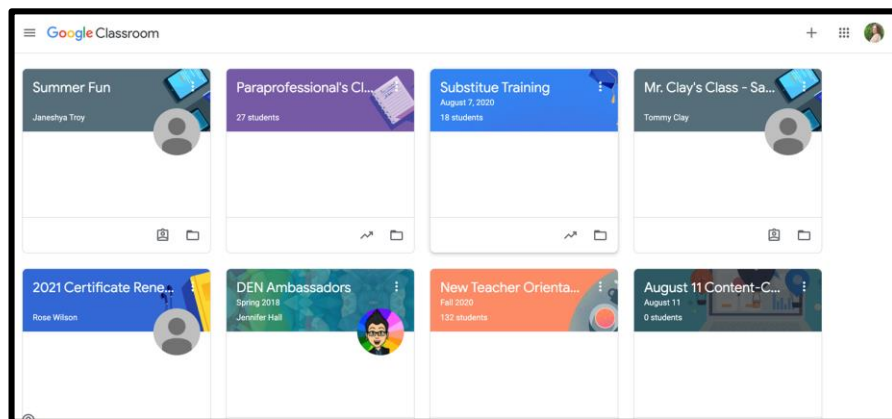 Google Classroom
Summer Fun
Janeshya Troy
Paraprofessional's Cl...
27 students
Substitue Training
August 7, 2020
18 students
Mr. Clay's Class - Sa...
Tommy Clay
2021 Certificate Rene...
Rose Wilson
DEN Ambassadors
Spring 2018
Jennifer Hall
New Teacher Orienta...
Fall 2020
132 students
August 11 Content-C...
August 11
0 students